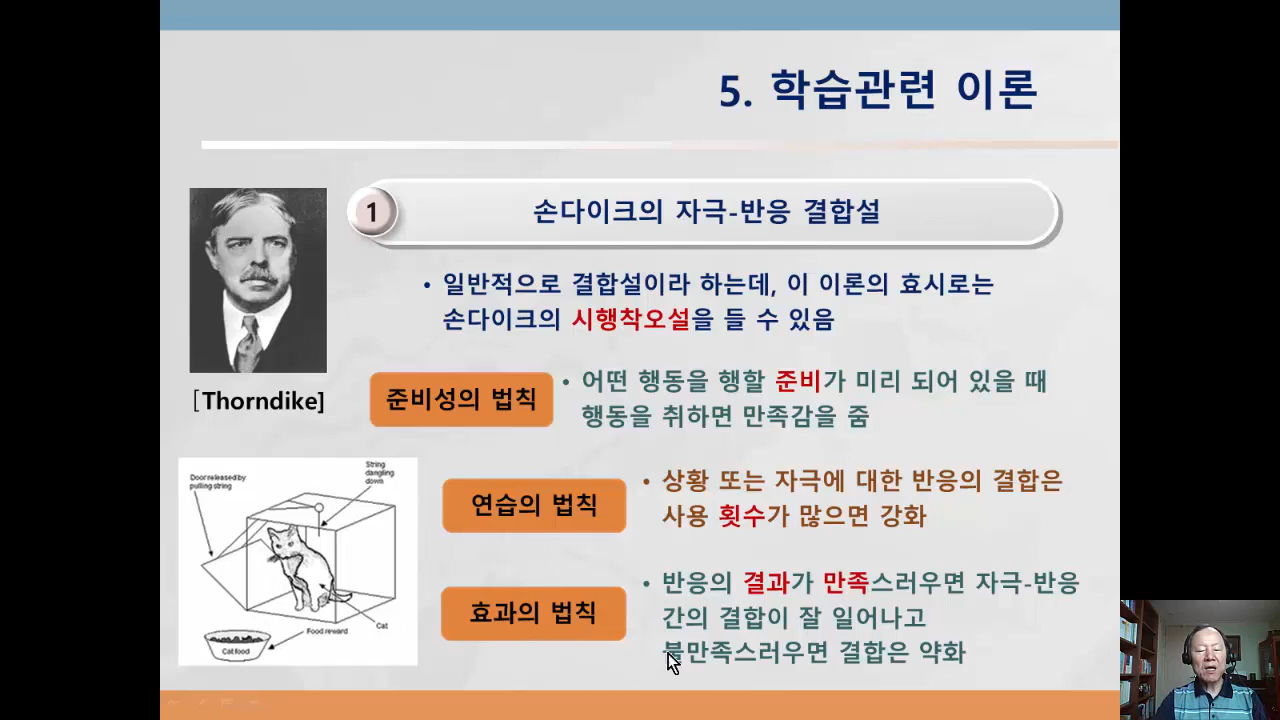 5. 학습관련 이론
1
손다이크의 자극-반응 결합설
• 일반적으로 결합설이라 하는데, 이 이론의 효시로는
손다이크의 시행착오설을 들 수 있음
[Thorndike]
준비성의 법칙
• 어떤 행동을 행할 준비가 미리 되어 있을 때
행동을 취하면 만족감을 줌
연습의 법칙
• 상황 또는 자극에 대한 반응의 결합은
사용 횟수가 많으면 강화
효과의 법칙
• 반응의 결과가 만족스러우면 자극-반응
간의 결합이 잘 일어나고
불만족스러우면 결합은 약화
Door released by
pulling string
String
dangling
down
Food reward
Cat
Cat food